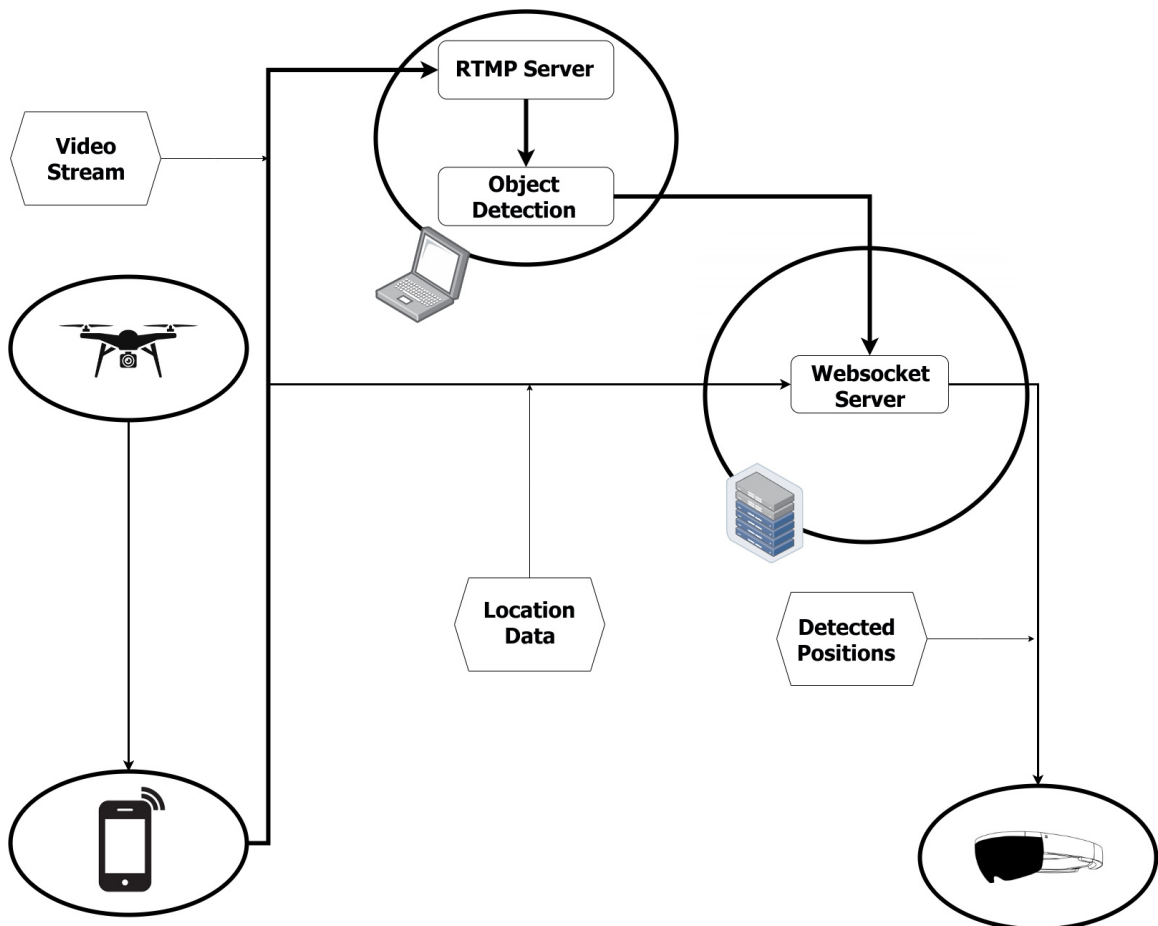 RTMP Server
Video
Stream
Object
Detection
Websocket
Server
Location
Data
Detected
Positions